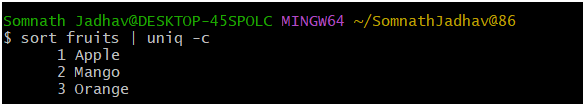 Somnath Jadhav@DESKTOP-45SPOLC MINGW64 ~/SomnathJadhav@86
$ sort fruits | uniq -c
      1 Apple
      2 Mango
      3 Orange